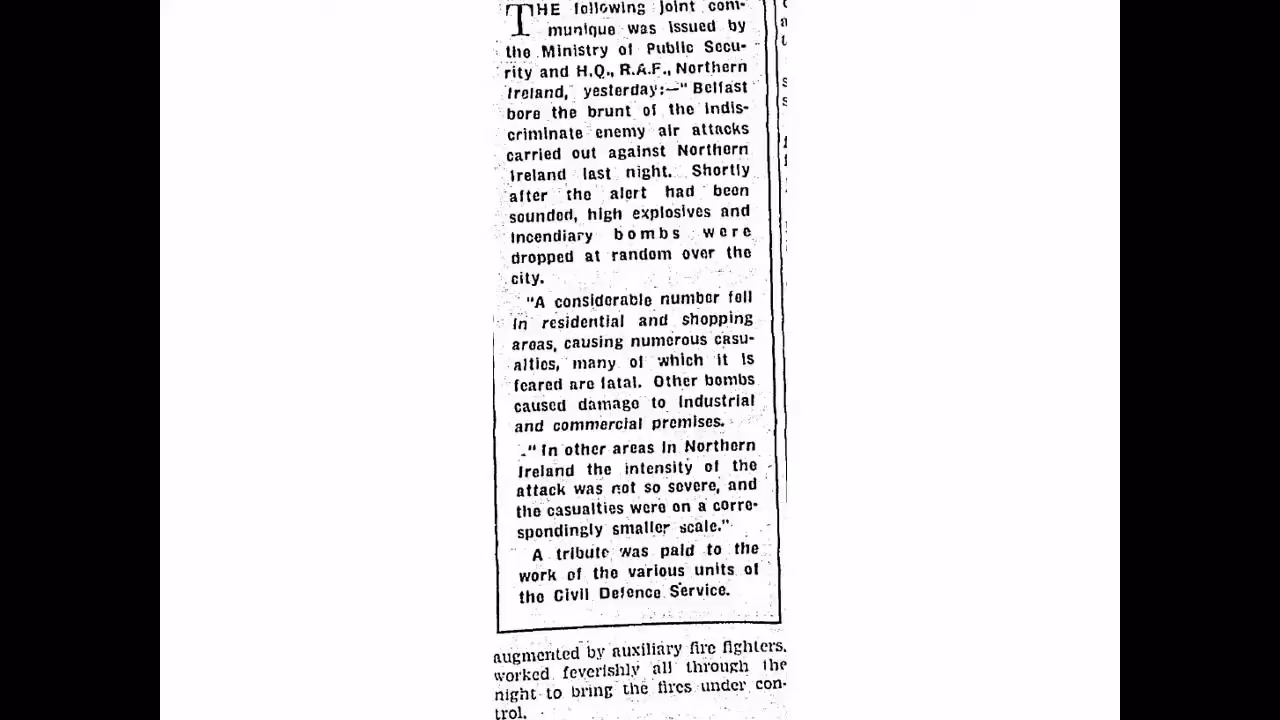 THE following joint com-
munique was issued by
the Ministry of Public Secu-
rity and H.Q., R.A.F., Northern
Ireland, yesterday:—"Belfast
bore the brunt of the indis-
criminate enemy air attacks
carried out against Northern
Ireland last night. Shortly
after the alert had been
sounded, high explosives and
incendiary bombs were
dropped at random over the
city.
"A considerable number fell
in residential and shopping
areas, causing numerous casu-
alties, many of which it is
feared are fatal. Other bombs
caused damage to industrial
and commercial premises.
"In other areas in Northern
Ireland the intensity of the
attack was not so severe, and
the casualties were on a corre-
spondingly smaller scale."
A tribute was paid to the
work of the various units of
the Civil Defence Service.
augmented by auxiliary fire fighters,
worked feverishly all through the
night to bring the fires under con-
trol.